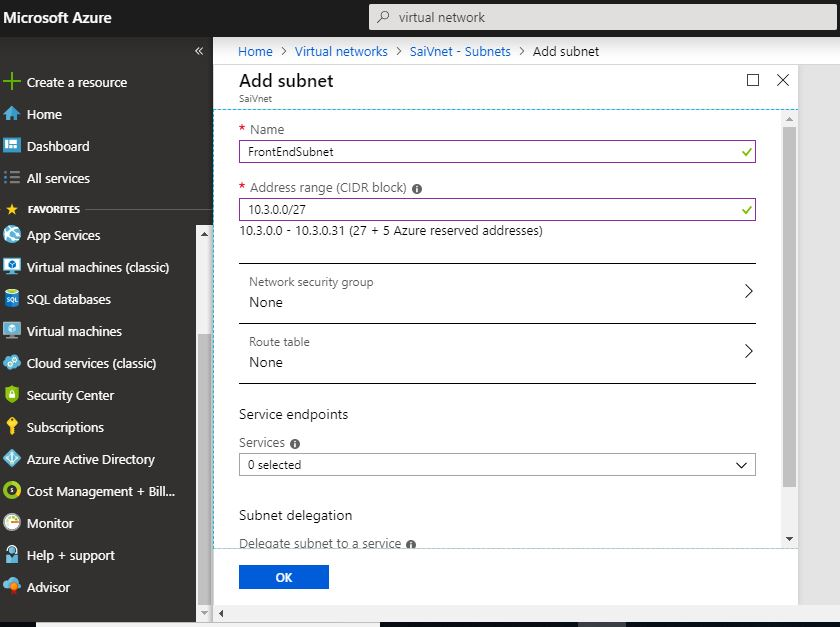 Microsoft Azure
virtual network
«
Home > Virtual networks > SaiVnet - Subnets > Add subnet
Add subnet
SaiVnet
Create a resource
Home
Dashboard
All services
FAVORITES
App Services
Virtual machines (classic)
SQL databases
Virtual machines
Cloud services (classic)
Security Center
Subscriptions
Azure Active Directory
Cost Management + Bill...
Monitor
Help + support
Advisor
* Name
FrontEndSubnet
* Address range (CIDR block)
10.3.0.0/27
10.3.0.0 - 10.3.0.31 (27 + 5 Azure reserved addresses)
Network security group
None
Route table
None
Service endpoints
Services
0 selected
Subnet delegation
Delegate subnet to a service
OK